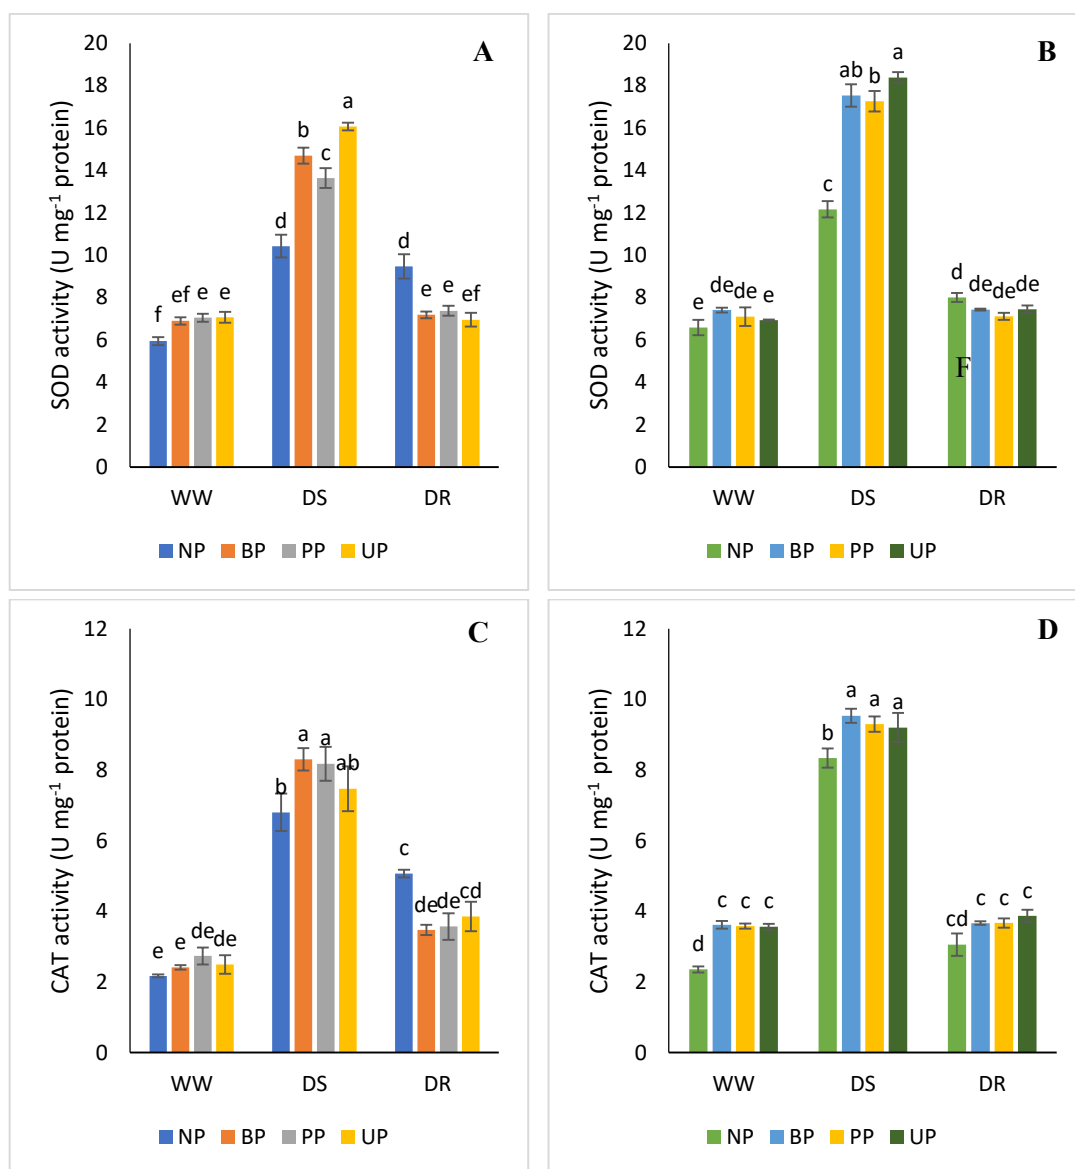 A
SOD activity (U mg⁻¹ protein)
20
18
16
14
12
10
8
6
4
2
0
f ef e e
d b c a
d e e ef
WW DS DR
NP BP PP UP
B
SOD activity (U mg⁻¹ protein)
20
18
16
14
12
10
8
6
4
2
0
e de de e
c ab b a
d de de de
F
WW DS DR
NP BP PP UP
C
CAT activity (U mg⁻¹ protein)
12
10
8
6
4
2
0
e e de de
b a a ab
c de de cd
WW DS DR
NP BP PP UP
D
CAT activity (U mg⁻¹ protein)
12
10
8
6
4
2
0
d c c c
b a a a
cd c c c
WW DS DR
NP BP PP UP